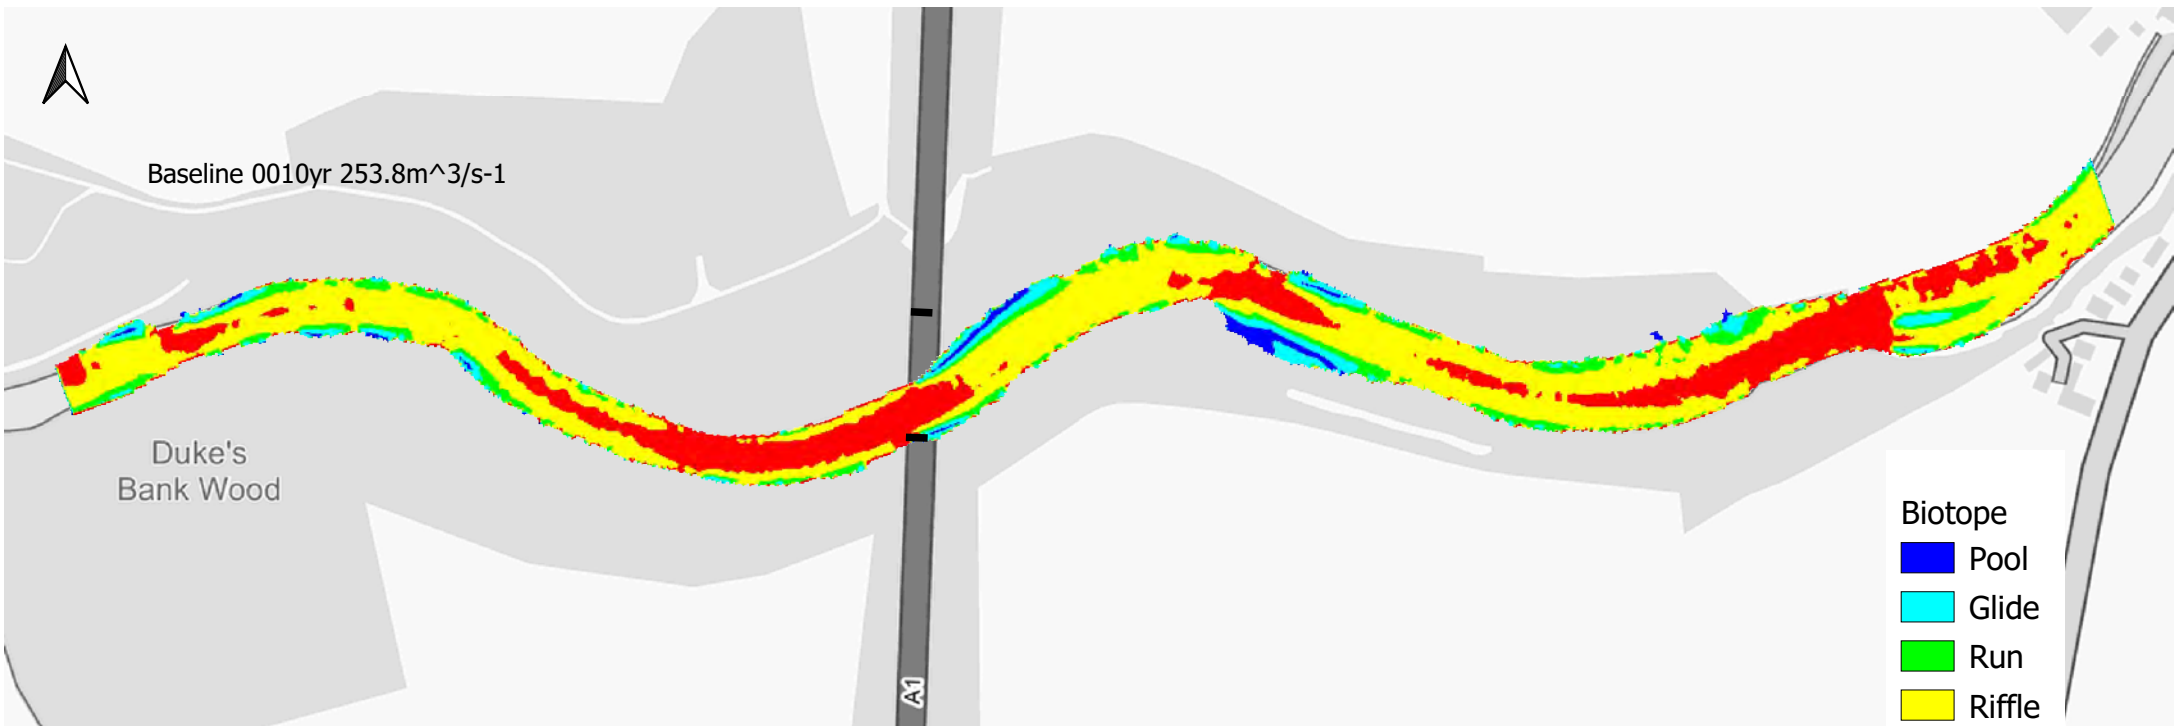 Baseline 0010yr 253.8m^3/s-1
Duke's
Bank Wood
A1
Biotope
Pool
Glide
Run
Riffle